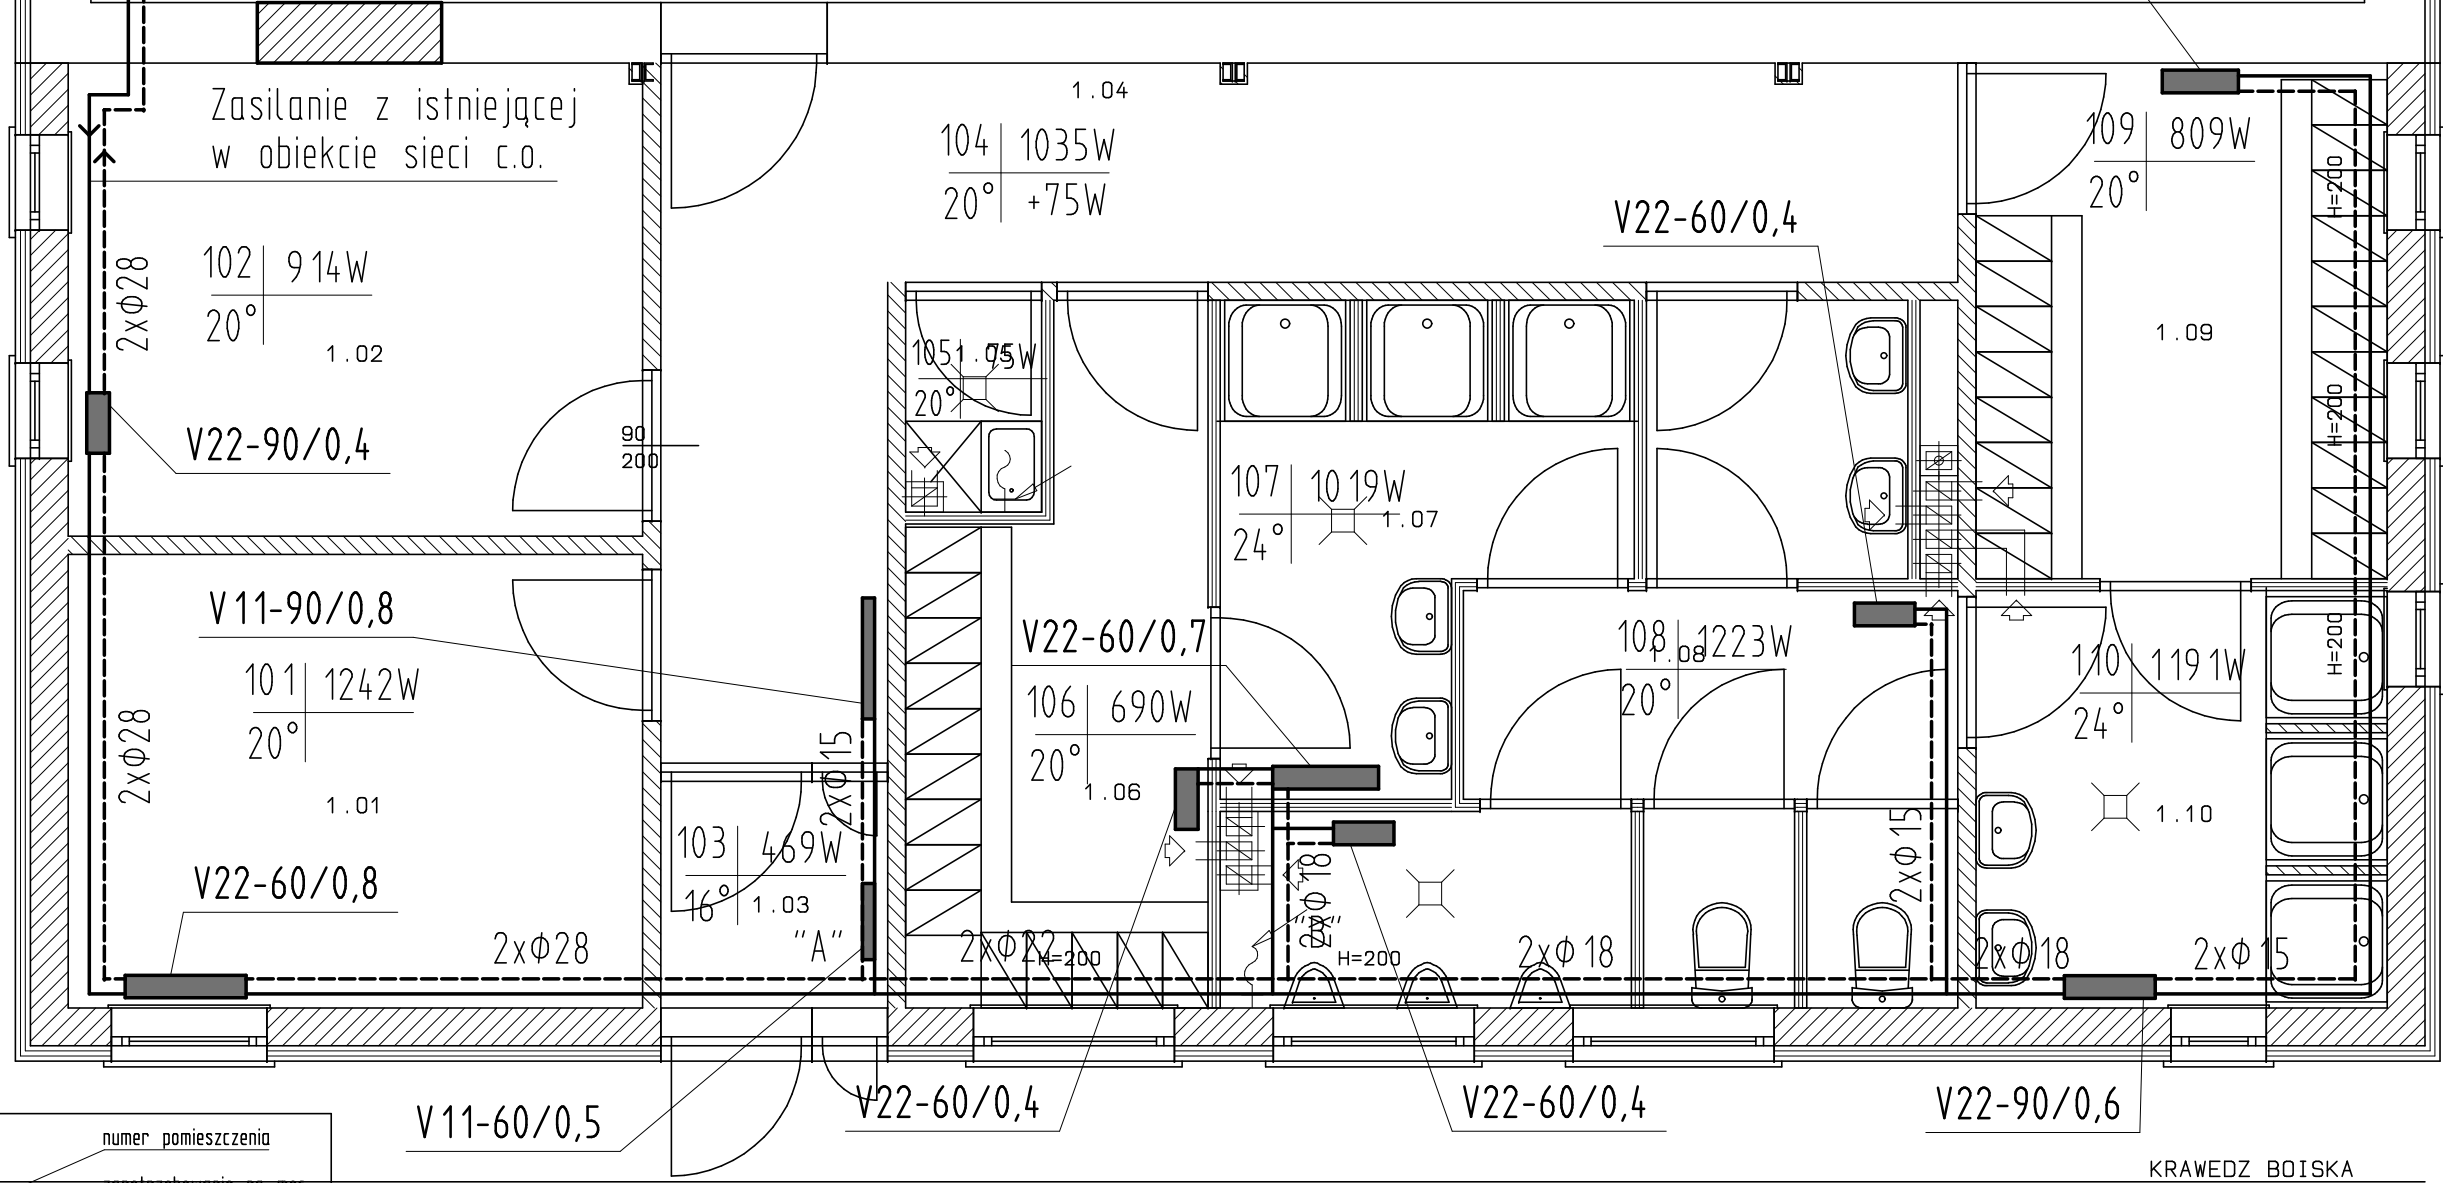 1.04
Zasilanie z istniejącej
w obiekcie sieci c.o.
104 1035W
20° +75W
109 809W
20°
H=200
V22-60/0,4
2xϕ28
102 914W
20°
1.02
1.09
105 75W
1.05
20°
V22-90/0,4
90
200
H=200
107 1019W
24°
1.07
V11-90/0,8
V22-60/0,7
108 1223W
1.08
20°
H=200
101 1242W
20°
1.01
106 690W
20°
1.06
110 1191W
24°
1.10
2xϕ28
2xϕ15
103 469W
16°
1.03
"A"
2xϕ18
"B"
2xϕ15
V22-60/0,8
2xϕ28
2xϕ22
H=200
H=200
2xϕ18
2xϕ18
2xϕ15
V11-60/0,5
V22-60/0,4
V22-60/0,4
V22-90/0,6
numer pomieszczenia
KRAWEDZ BOISKA